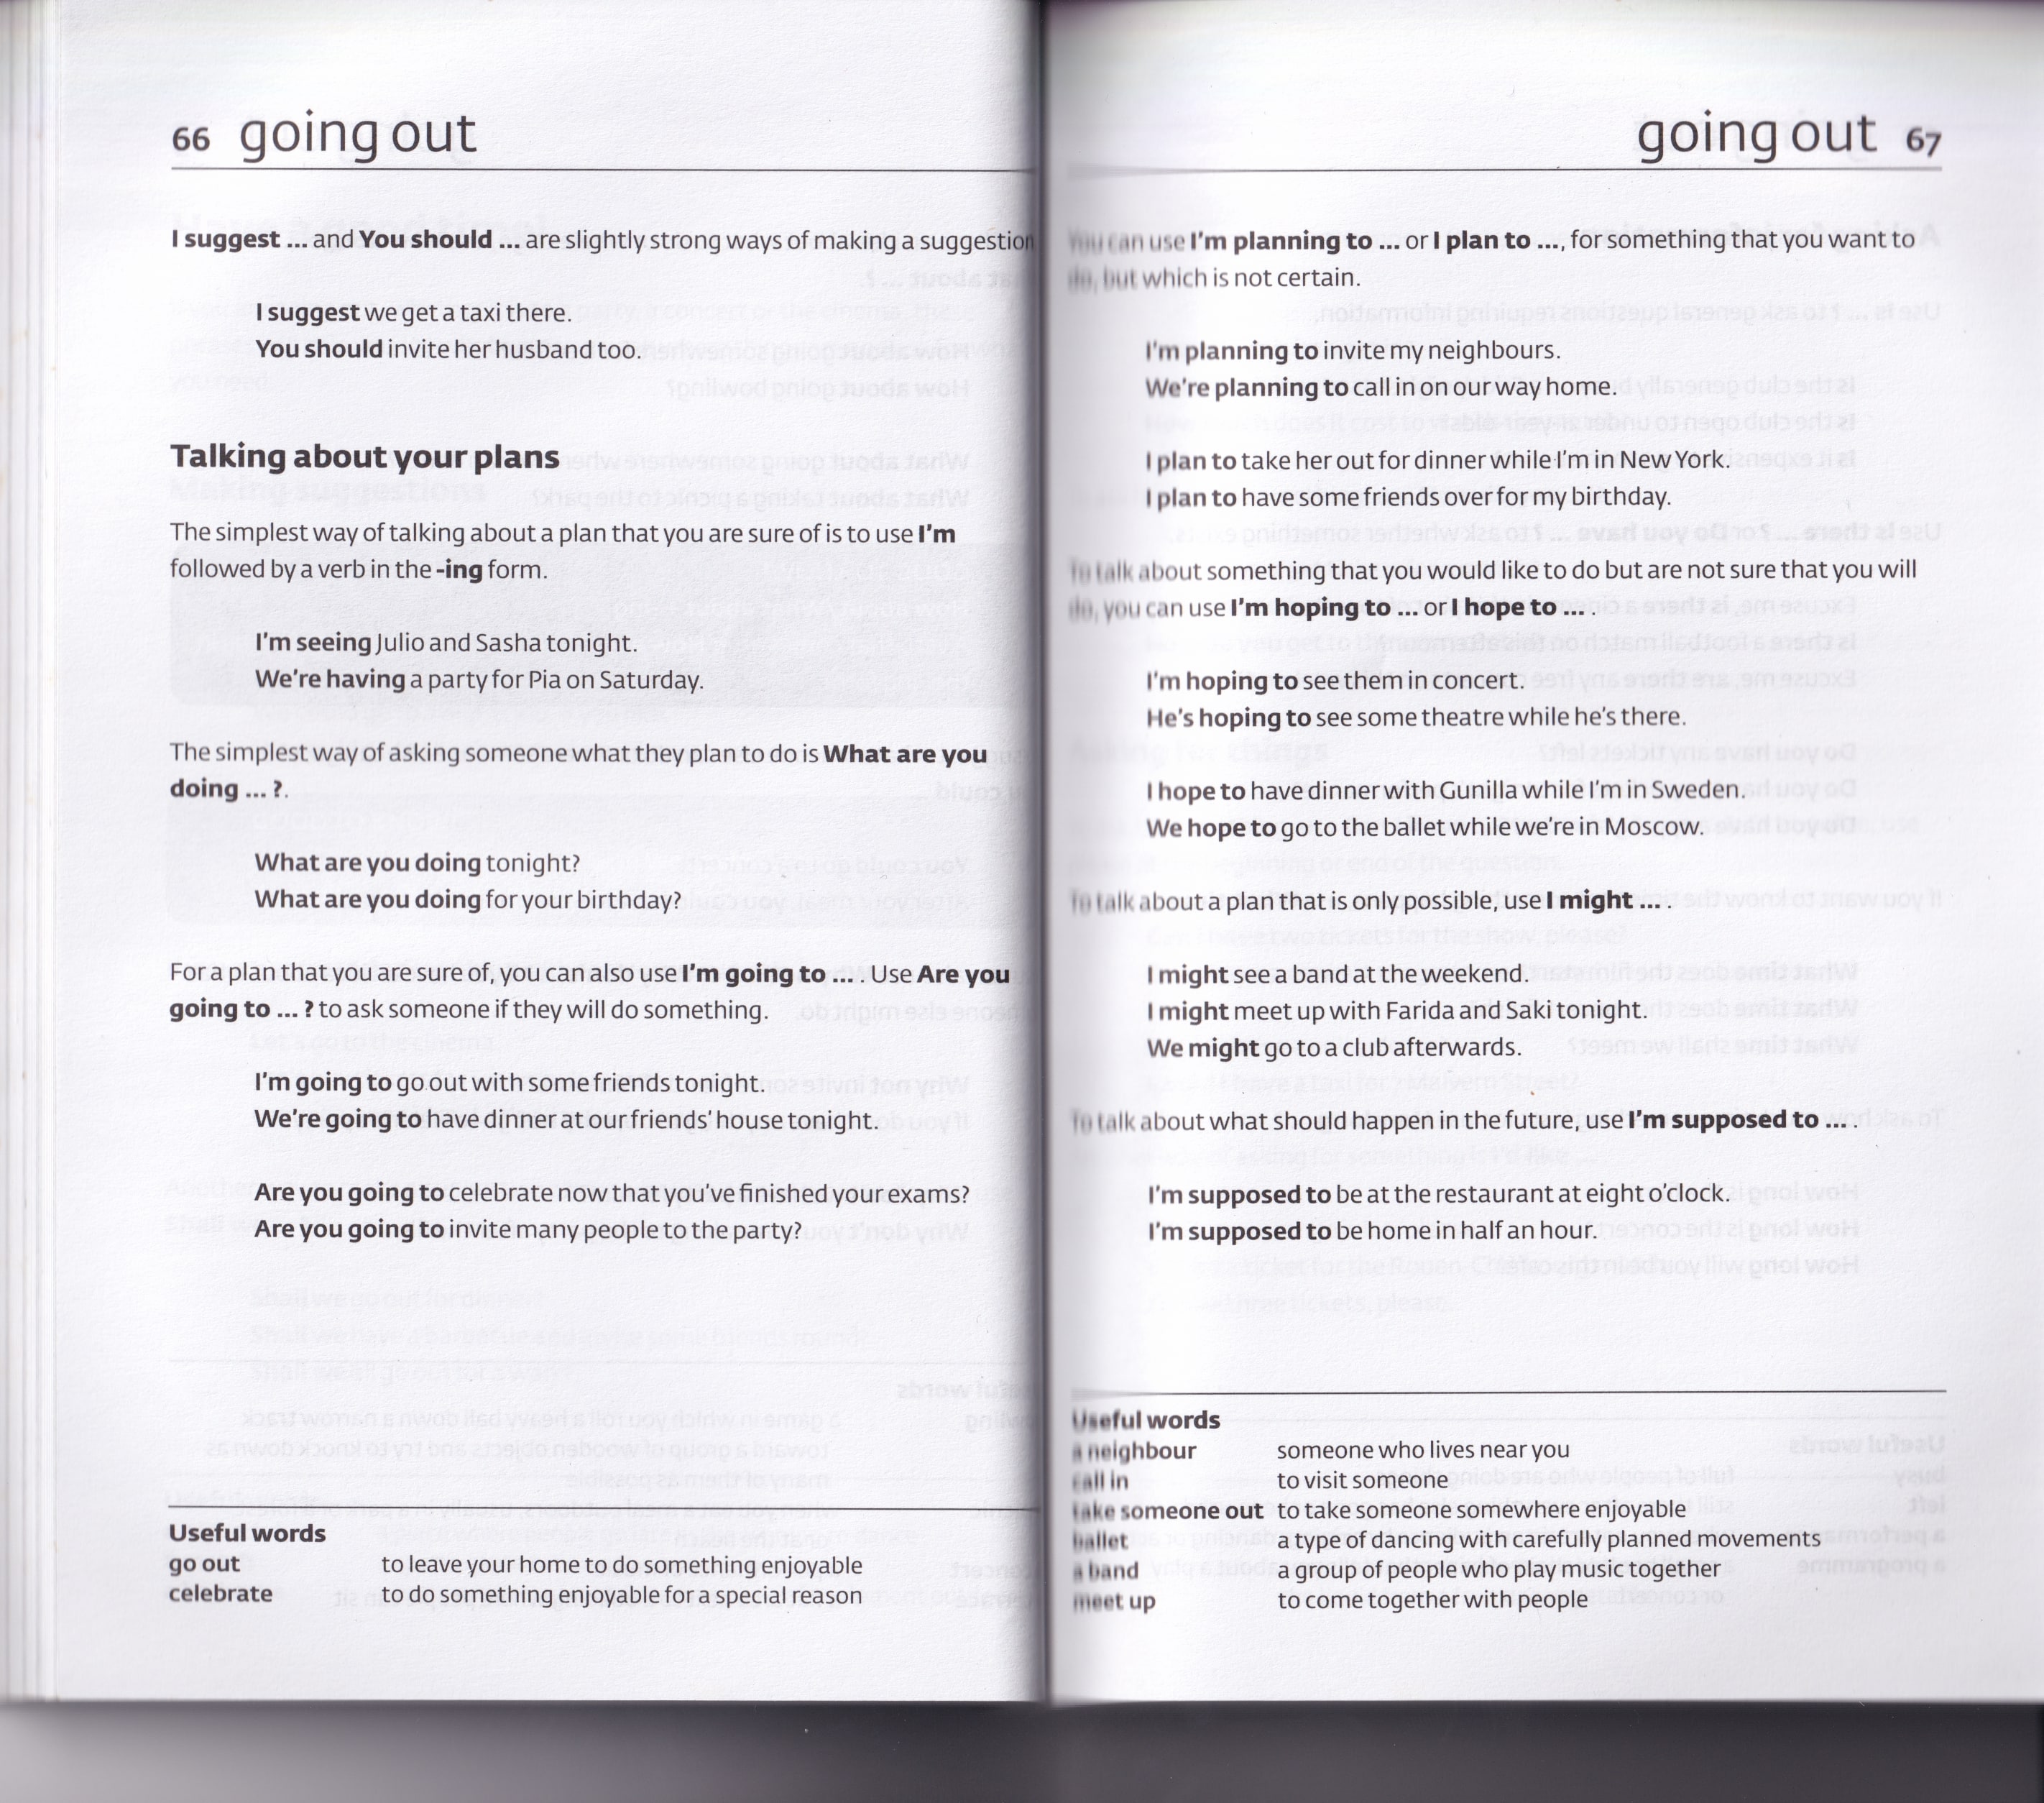 66 going out
I suggest ... and You should ... are slightly strong ways of making a suggestion
I suggest we get a taxi there.
You should invite her husband too.
Talking about your plans
The simplest way of talking about a plan that you are sure of is to use I'm
followed by a verb in the -ing form.
I'm seeing Julio and Sasha tonight.
We're having a party for Pia on Saturday.
The simplest way of asking someone what they plan to do is What are you
doing ... ?.
What are you doing tonight?
What are you doing for your birthday?
For a plan that you are sure of, you can also use I'm going to ... . Use Are you
going to ... ? to ask someone if they will do something.
I'm going to go out with some friends tonight.
We're going to have dinner at our friends' house tonight.
Are you going to celebrate now that you've finished your exams?
Are you going to invite many people to the party?
Useful words
go out to leave your home to do something enjoyable
celebrate to do something enjoyable for a special reason
going out 67
You can use I'm planning to ... or I plan to ..., for something that you want to
do, but which is not certain.
I'm planning to invite my neighbours.
We're planning to call in on our way home.
I plan to take her out for dinner while I'm in New York.
I plan to have some friends over for my birthday.
To talk about something that you would like to do but are not sure that you will
do, you can use I'm hoping to ... or I hope to ... .
I'm hoping to see them in concert.
He's hoping to see some theatre while he's there.
I hope to have dinner with Gunilla while I'm in Sweden.
We hope to go to the ballet while we're in Moscow.
To talk about a plan that is only possible, use I might ... .
I might see a band at the weekend.
I might meet up with Farida and Saki tonight.
We might go to a club afterwards.
To talk about what should happen in the future, use I'm supposed to ... .
I'm supposed to be at the restaurant at eight o'clock.
I'm supposed to be home in half an hour.
Useful words
a neighbour someone who lives near you
call in to visit someone
take someone out to take someone somewhere enjoyable
ballet a type of dancing with carefully planned movements
a band a group of people who play music together
meet up to come together with people